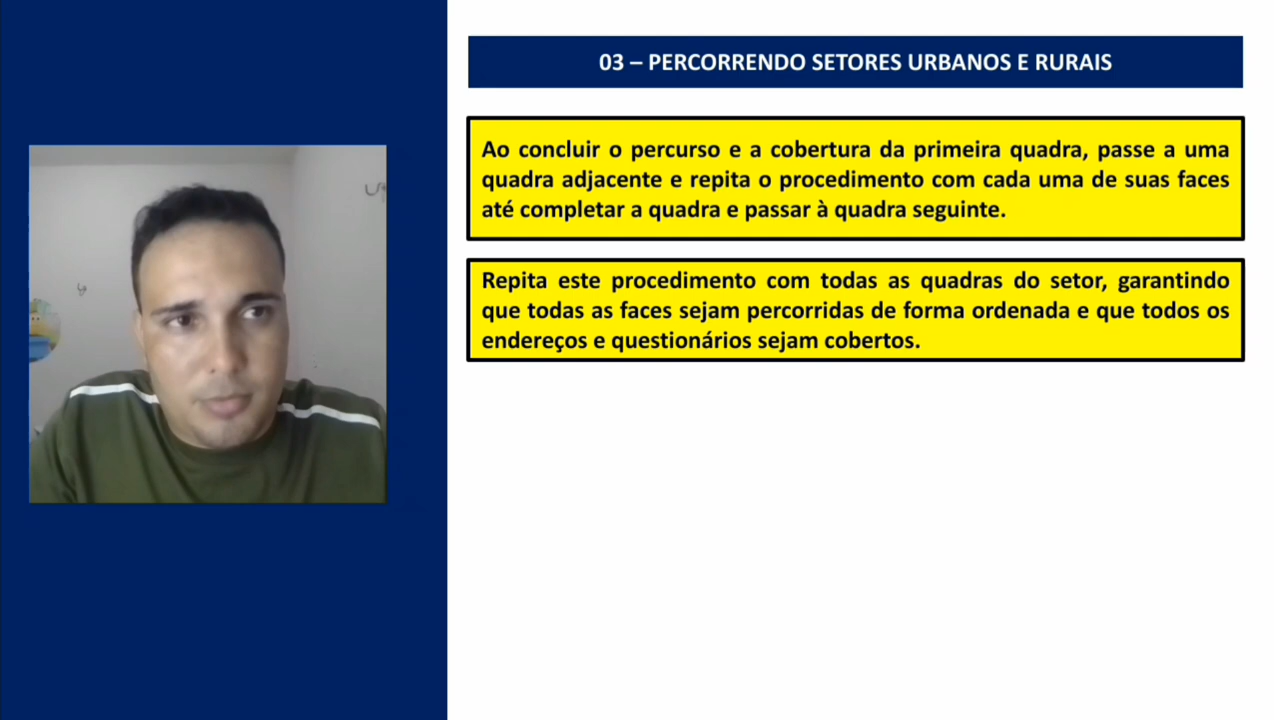 03 – PERCORRENDO SETORES URBANOS E RURAIS
Ao concluir o percurso e a cobertura da primeira quadra, passe a uma
quadra adjacente e repita o procedimento com cada uma de suas faces
até completar a quadra e passar à quadra seguinte.
Repita este procedimento com todas as quadras do setor, garantindo
que todas as faces sejam percorridas de forma ordenada e que todos os
endereços e questionários sejam cobertos.